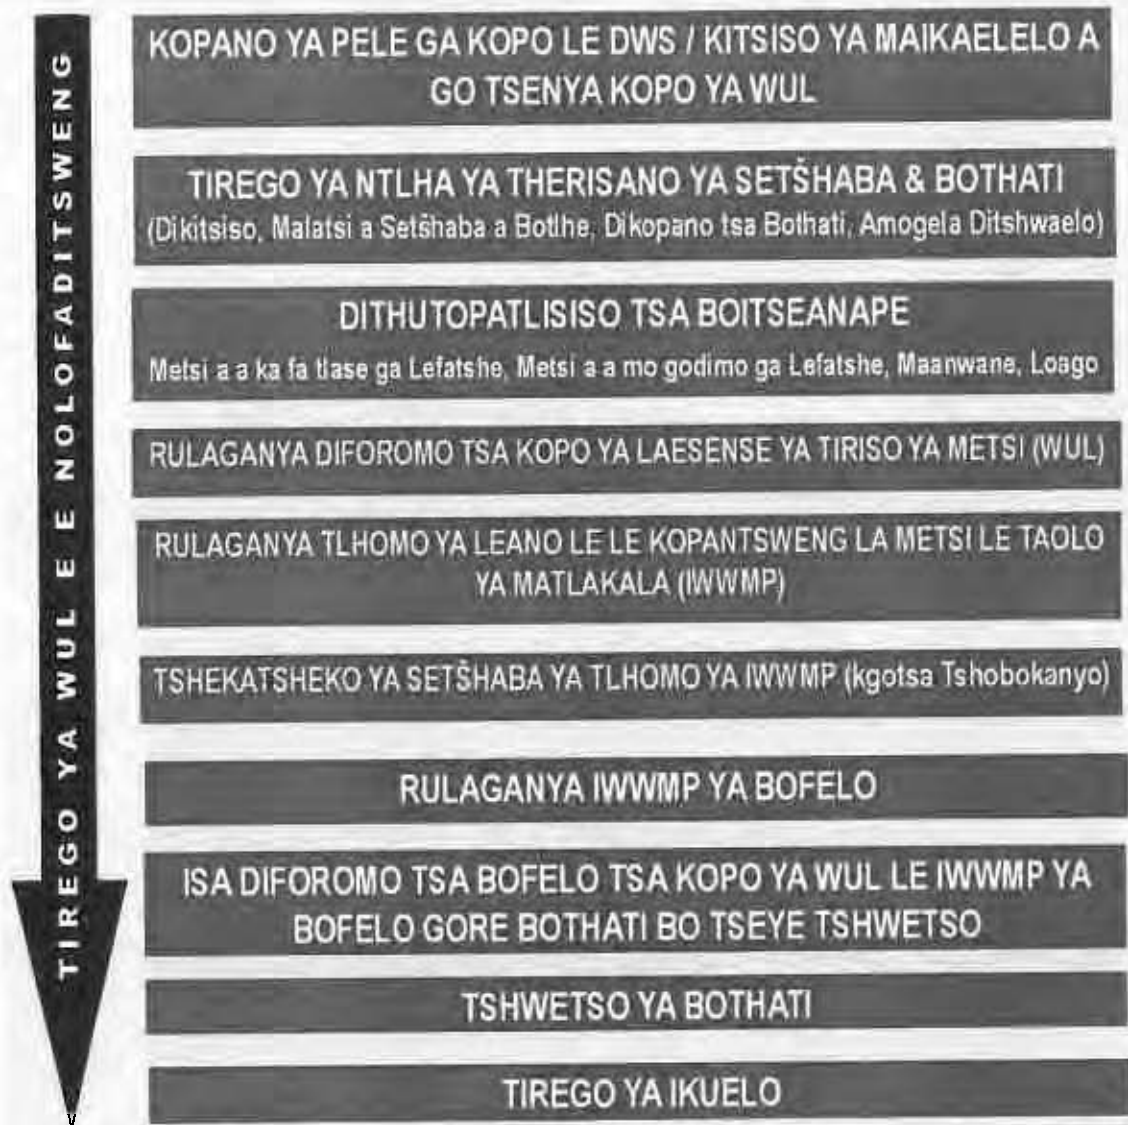 TIREGO YA WUL E E NOLOFADITSWENG
KOPANO YA PELE GA KOPO LE DWS / KITSISO YA MAIKAELELO A
GO TSENYA KOPO YA WUL
TIREGO YA NTLHA YA THERISANO YA SETŠHABA & BOTHATI
(Dikitsiso, Malatsi a Setšhaba a Botlhe, Dikopano tsa Bothati, Amogela Ditshwaelo)
DITHUTOPATLISISO TSA BOITSEANAPE
Metsi a a ka fa tlase ga Lefatshe, Metsi a a mo godimo ga Lefatshe, Maanwane, Loago
RULAGANYA DIFOROMO TSA KOPO YA LAESENSE YA TIRISO YA METSI (WUL)
RULAGANYA TLHOMO YA LEANO LE LE KOPANTSWENG LA METSI LE TAOLO
YA MATLAKALA (IWWMP)
TSHEKATSHEKO YA SETŠHABA YA TLHOMO YA IWWMP (kgotsa Tshobokanyo)
RULAGANYA IWWMP YA BOFELO
ISA DIFOROMO TSA BOFELO TSA KOPO YA WUL LE IWWMP YA
BOFELO GORE BOTHATI BO TSEYE TSHWETSO
TSHWETSO YA BOTHATI
TIREGO YA IKUELO